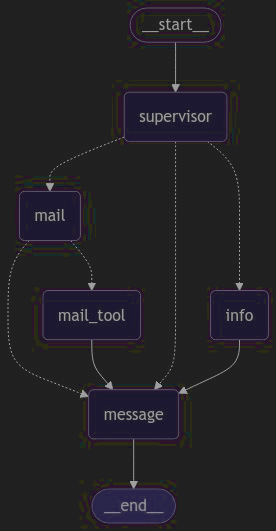 __start__
supervisor
mail
mail_tool
info
message
__end__